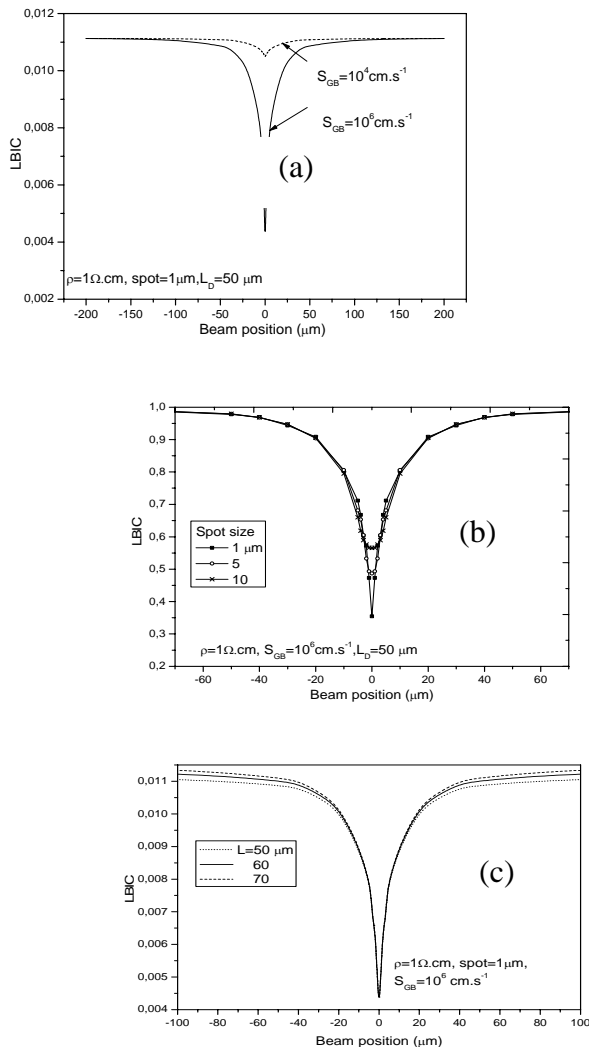 0,012
0,010
0,008
0,006
0,004
0,002
LBIC
S_GB=10^4cm.s^-1
S_GB=10^6cm.s^-1
(a)
ρ=1Ω.cm, spot=1μm,L_D=50 μm
-200 -150 -100 -50 0 50 100 150 200
Beam position (μm)
1,0
0,9
0,8
0,7
0,6
0,5
0,4
0,3
0,2
LBIC
(b)
Spot size
1 μm
5
10
ρ=1Ω.cm, S_GB=10^6cm.s^-1,L_D=50 μm
-60 -40 -20 0 20 40 60
Beam position (μm)
0,011
0,010
0,009
0,008
0,007
0,006
0,005
0,004
LBIC
L=50 μm
60
70
(c)
ρ=1Ω.cm, spot=1μm,
S_GB=10^6 cm.s^-1
-100 -80 -60 -40 -20 0 20 40 60 80 100
Beam position (μm)